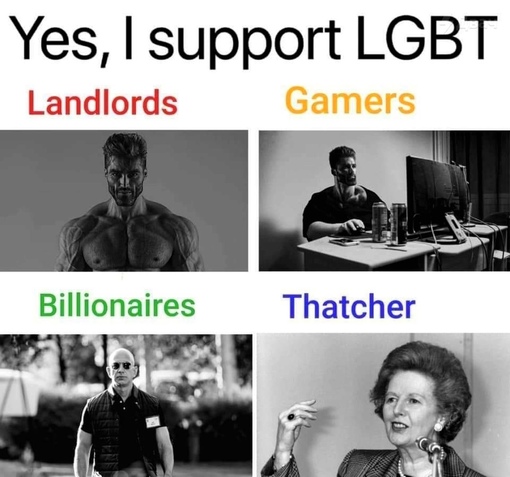 Yes, I support LGBT
Landlords
Gamers
Billionaires
Thatcher